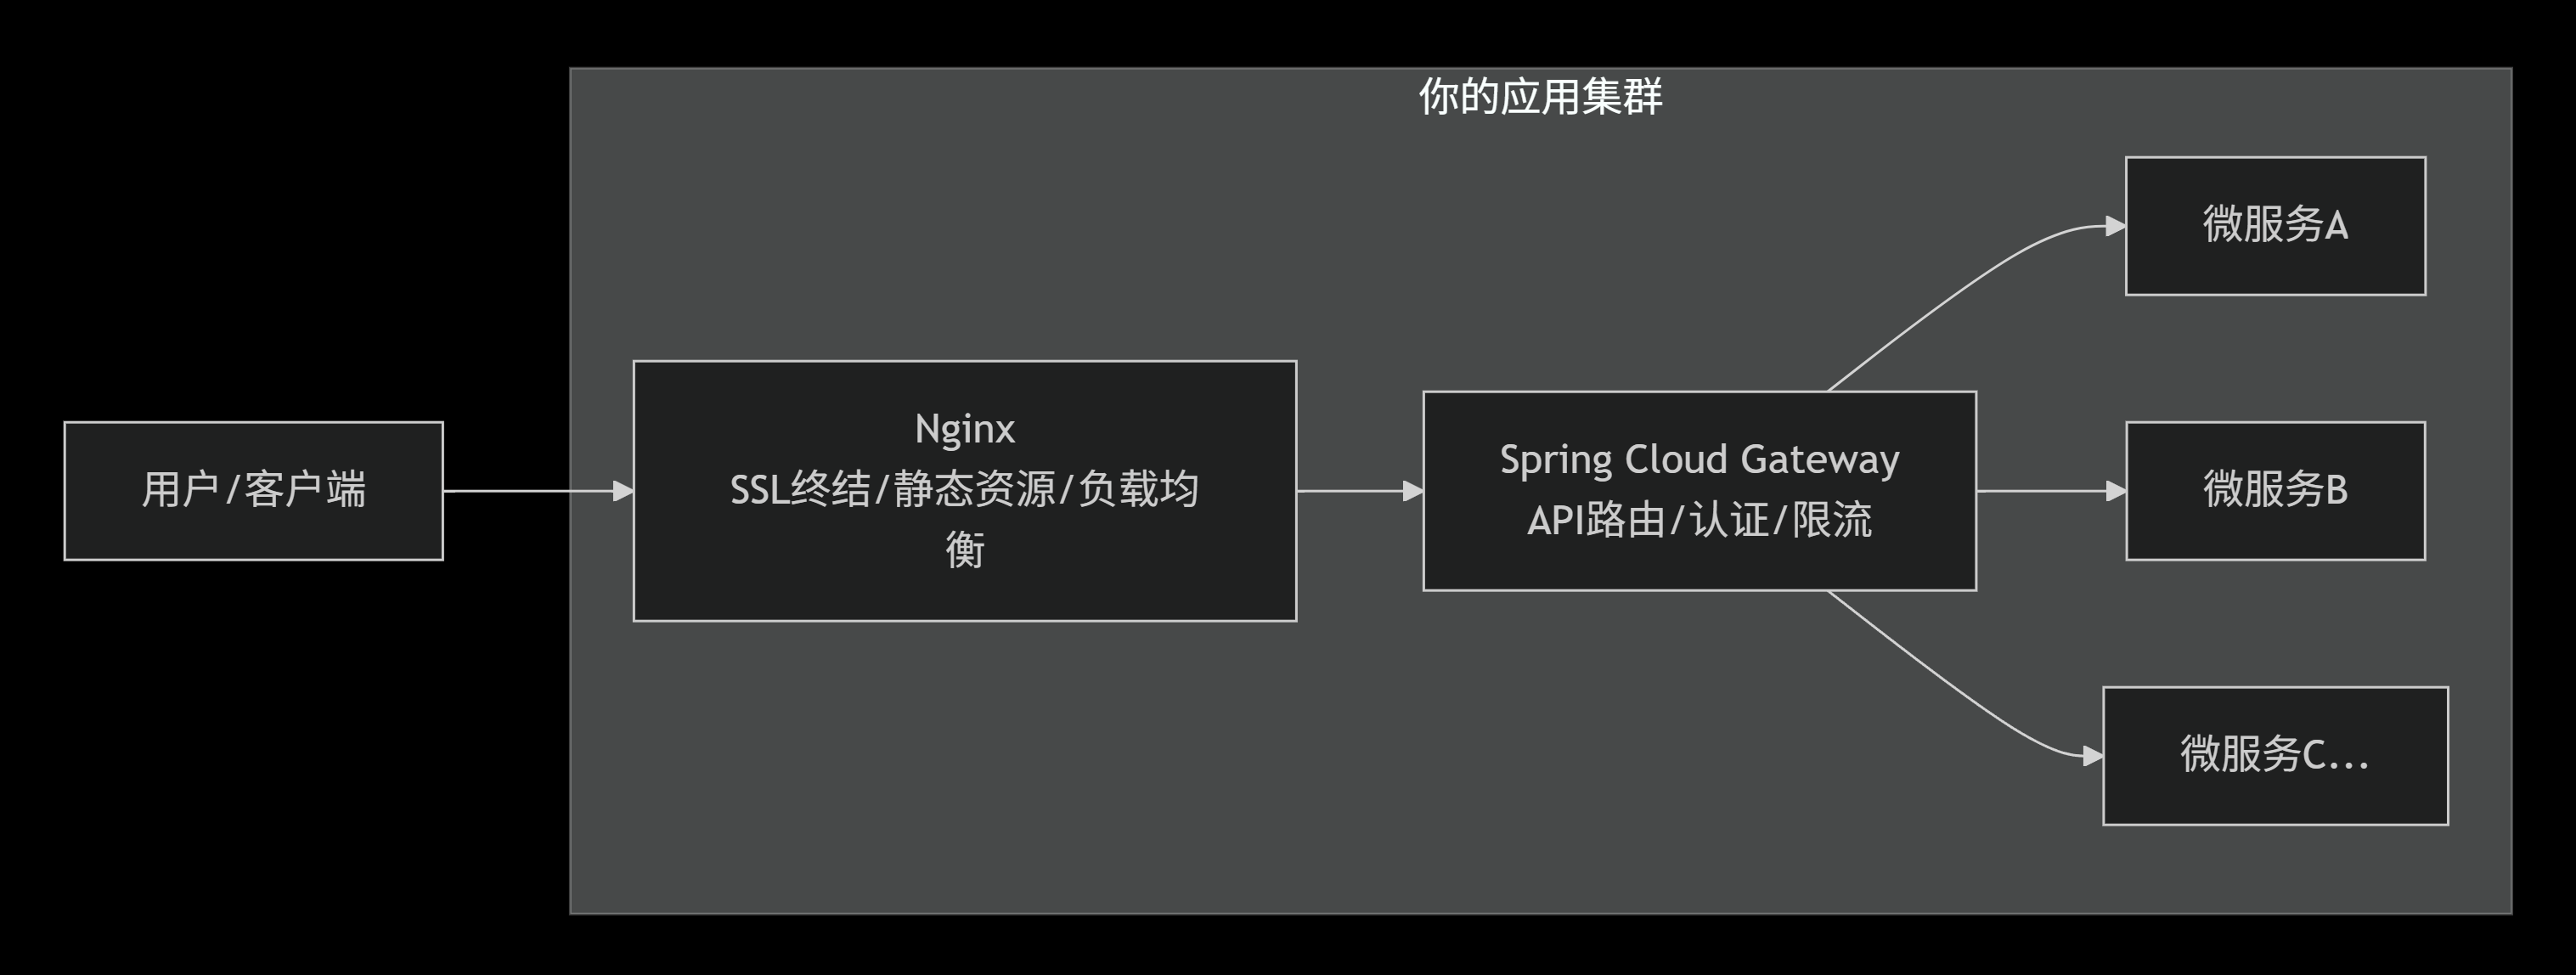 你的应用集群
用户/客户端
Nginx
SSL终结/静态资源/负载均
衡
Spring Cloud Gateway
API路由/认证/限流
微服务A
微服务B
微服务C...